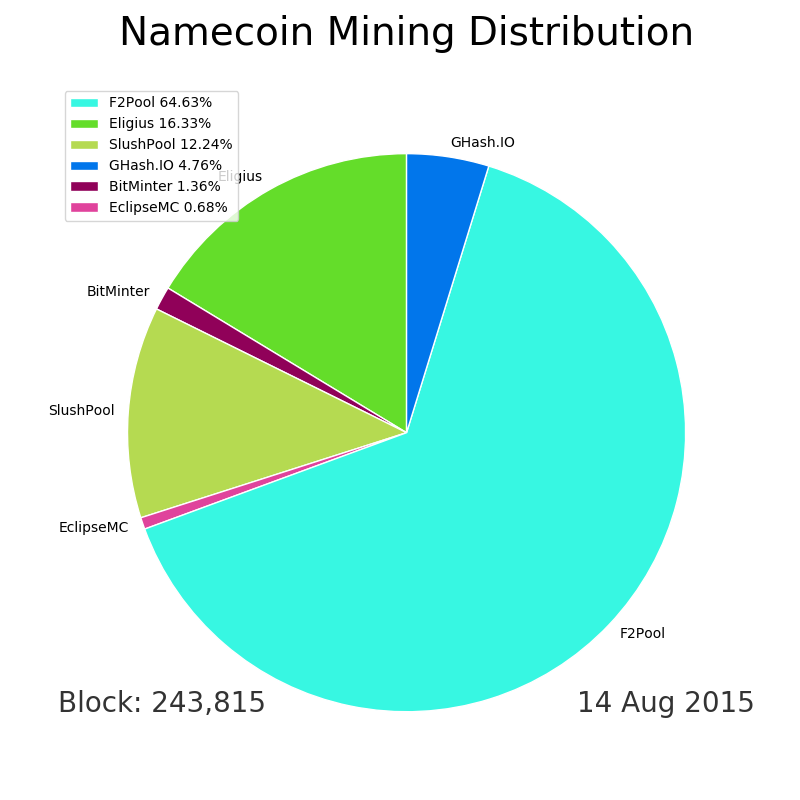 Namecoin Mining Distribution
F2Pool 64.63%
Eligius 16.33%
SlushPool 12.24%
GHash.IO 4.76%
BitMinter 1.36%
EclipseMC 0.68%
GHash.IO
Eligius
BitMinter
SlushPool
EclipseMC
F2Pool
Block: 243,815
14 Aug 2015